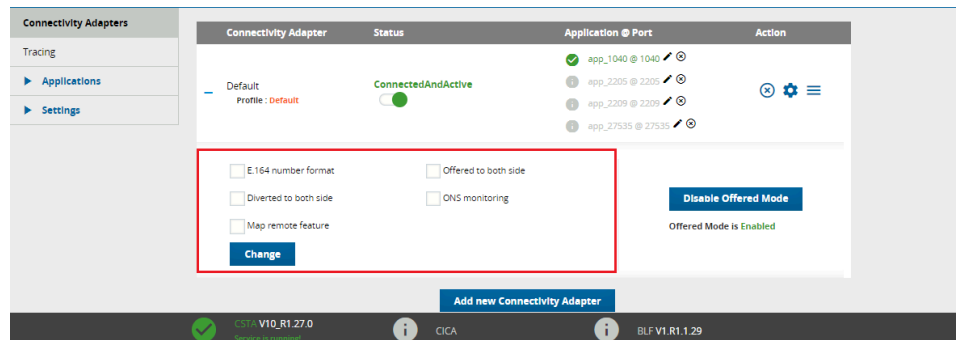 Connectivity Adapters
Tracing
Applications
Settings
Connectivity Adapter Status Application @ Port Action
Default
Profile : Default
ConnectedAndActive
app_1040 @ 1040
app_2205 @ 2205
app_2209 @ 2209
app_27535 @ 27535
E.164 number format
Offered to both side
Diverted to both side
ONS monitoring
Map remote feature
Change
Disable Offered Mode
Offered Mode is Enabled
Add new Connectivity Adapter
CSTA V10_R1.27.0
Service is running!
CICA
BLF V1.R1.1.29